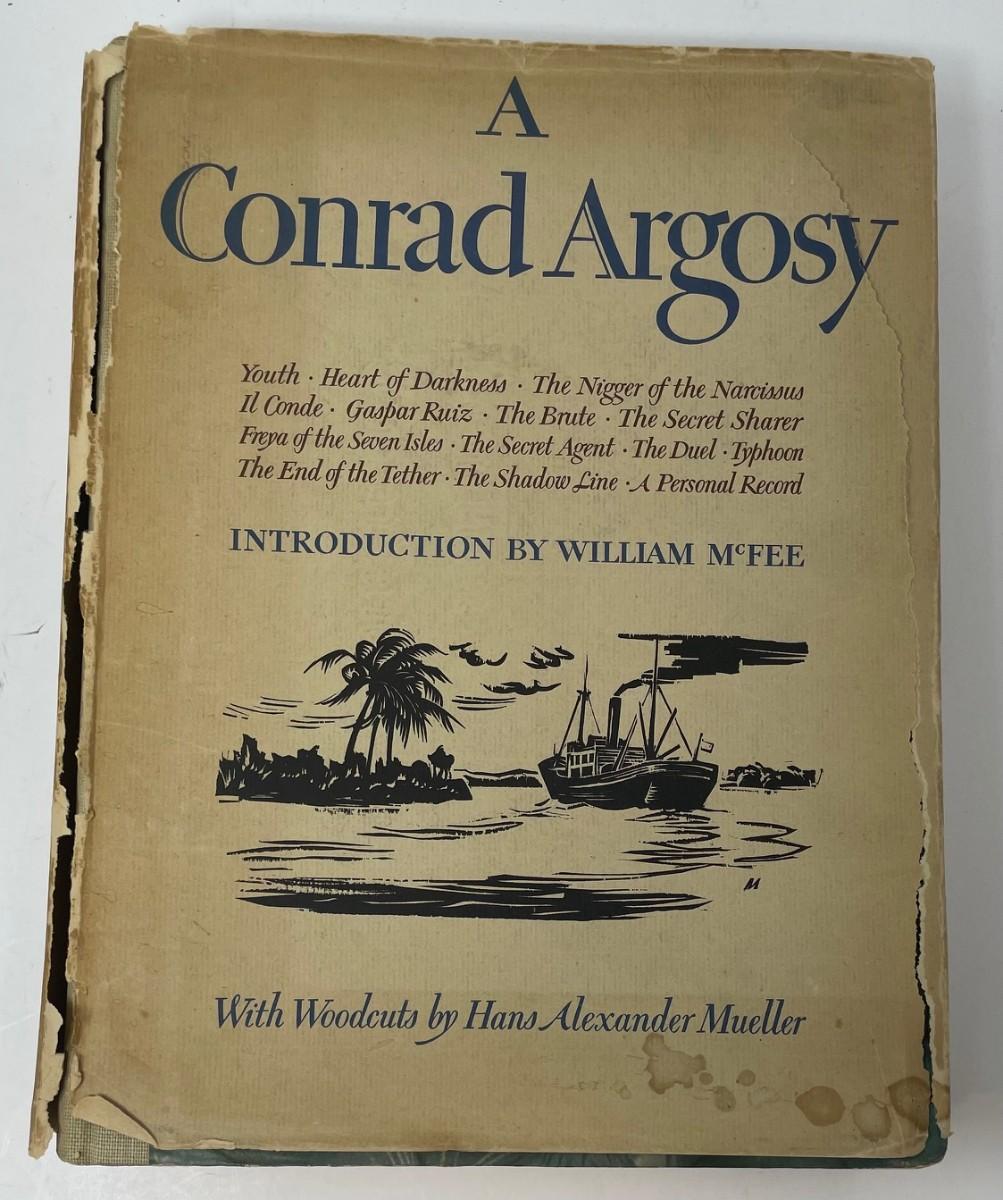 A
Conrad Argosy
Youth · Heart of Darkness · The Nigger of the Narcissus
Il Conde · Gaspar Ruiz · The Brute · The Secret Sharer
Freya of the Seven Isles · The Secret Agent · The Duel · Typhoon
The End of the Tether · The Shadow Line · A Personal Record
INTRODUCTION BY WILLIAM McFEE
M
With Woodcuts by Hans Alexander Mueller